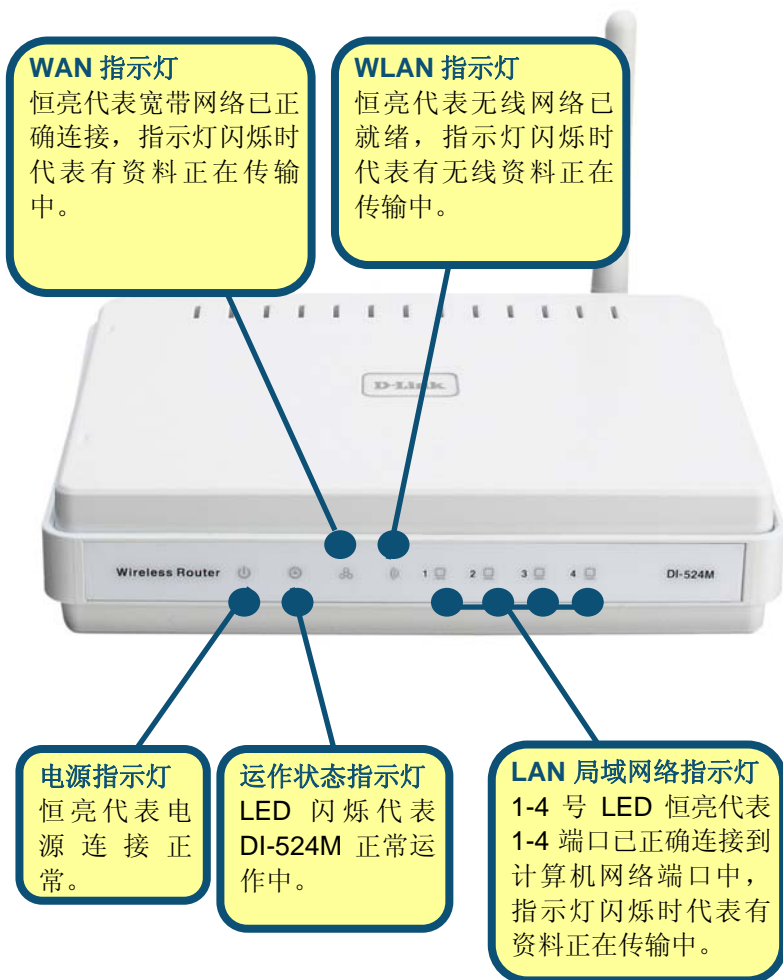 WAN 指示灯
恒亮代表宽带网络已正
确连接，指示灯闪烁时
代表有资料正在传输
中。
WLAN 指示灯
恒亮代表无线网络已
就绪，指示灯闪烁时
代表有无线资料正在
传输中。
D-Link
Wireless Router
1
2
3
4
DI-524M
电源指示灯
恒亮代表电
源连接正
常。
运作状态指示灯
LED 闪烁代表
DI-524M 正常运
作中。
LAN 局域网络指示灯
1-4 号 LED 恒亮代表
1-4 端口已正确连接到
计算机网络端口中，
指示灯闪烁时代表有
资料正在传输中。